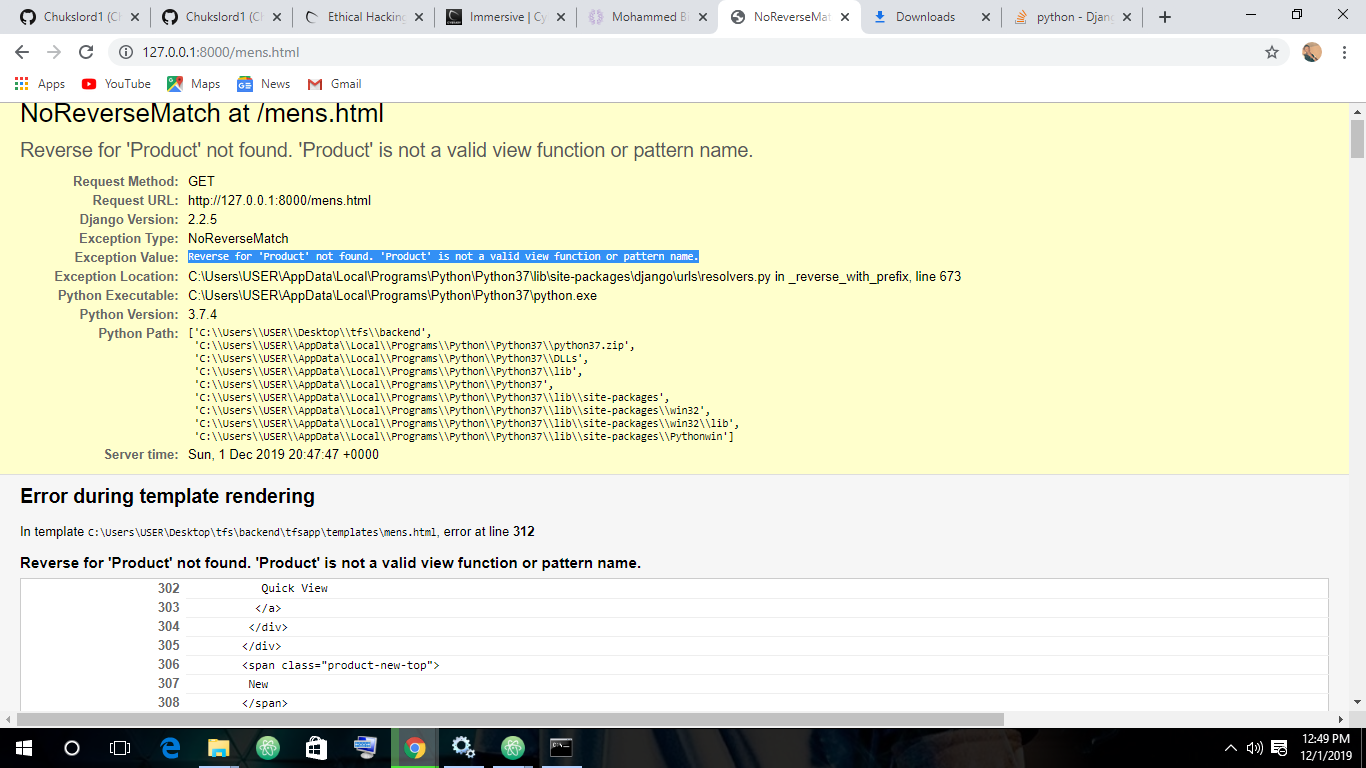 Chukslord1 (Ch
Chukslord1 (Ch
Ethical Hacking
Immersive | Cy
Mohammed Bi
NoReverseMat
Downloads
python - Djang
127.0.0.1:8000/mens.html
Apps
YouTube
Maps
News
Gmail
NoReverseMatch at /mens.html
Reverse for 'Product' not found. 'Product' is not a valid view function or pattern name.
Request Method: GET
Request URL: http://127.0.0.1:8000/mens.html
Django Version: 2.2.5
Exception Type: NoReverseMatch
Exception Value: Reverse for 'Product' not found. 'Product' is not a valid view function or pattern name.
Exception Location: C:\Users\USER\AppData\Local\Programs\Python\Python37\lib\site-packages\django\urls\resolvers.py in _reverse_with_prefix, line 673
Python Executable: C:\Users\USER\AppData\Local\Programs\Python\Python37\python.exe
Python Version: 3.7.4
Python Path: ['C:\\Users\\USER\\Desktop\\tfs\\backend',
'C:\\Users\\USER\\AppData\\Local\\Programs\\Python\\Python37\\python37.zip',
'C:\\Users\\USER\\AppData\\Local\\Programs\\Python\\Python37\\DLLs',
'C:\\Users\\USER\\AppData\\Local\\Programs\\Python\\Python37\\lib',
'C:\\Users\\USER\\AppData\\Local\\Programs\\Python\\Python37',
'C:\\Users\\USER\\AppData\\Local\\Programs\\Python\\Python37\\lib\\site-packages',
'C:\\Users\\USER\\AppData\\Local\\Programs\\Python\\Python37\\lib\\site-packages\\win32',
'C:\\Users\\USER\\AppData\\Local\\Programs\\Python\\Python37\\lib\\site-packages\\win32\\lib',
'C:\\Users\\USER\\AppData\\Local\\Programs\\Python\\Python37\\lib\\site-packages\\Pythonwin']
Server time: Sun, 1 Dec 2019 20:47:47 +0000
Error during template rendering
In template C:\Users\USER\Desktop\tfs\backend\tfsapp\templates\mens.html, error at line 312
Reverse for 'Product' not found. 'Product' is not a valid view function or pattern name.
302 Quick View
303 </a>
304 </div>
305 </div>
306 <span class="product-new-top">
307 New
308 </span>
12:49 PM
12/1/2019